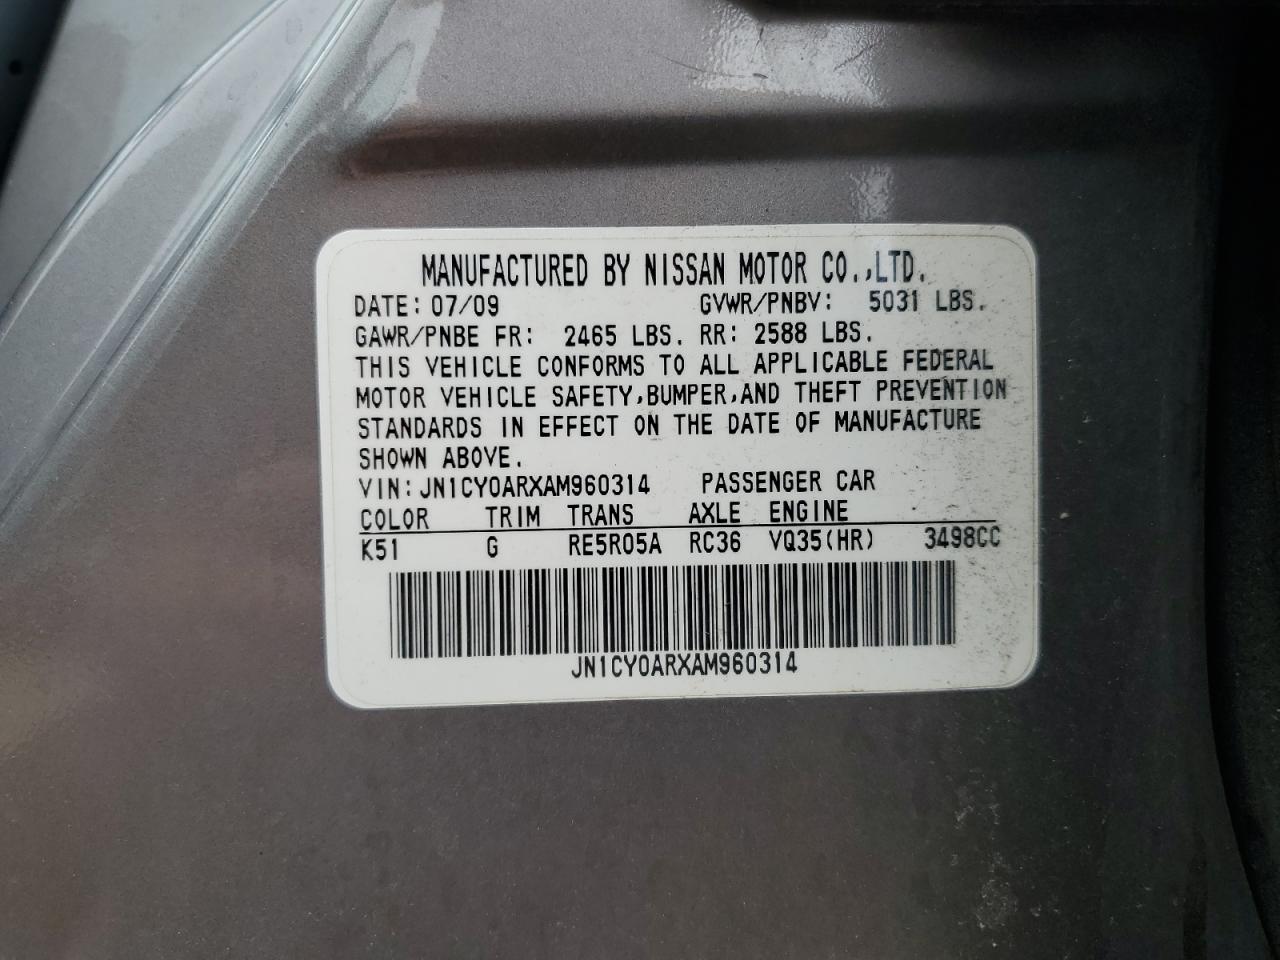 MANUFACTURED BY NISSAN MOTOR CO.,LTD.
DATE: 07/09 GVWR/PNBV: 5031 LBS.
GAWR/PNBE FR: 2465 LBS. RR: 2588 LBS.
THIS VEHICLE CONFORMS TO ALL APPLICABLE FEDERAL
MOTOR VEHICLE SAFETY,BUMPER,AND THEFT PREVENTION
STANDARDS IN EFFECT ON THE DATE OF MANUFACTURE
SHOWN ABOVE.
VIN: JN1CY0ARXAM960314 PASSENGER CAR
COLOR TRIM TRANS AXLE ENGINE
K51 G RE5R05A RC36 VQ35(HR) 3498CC
JN1CY0ARXAM960314